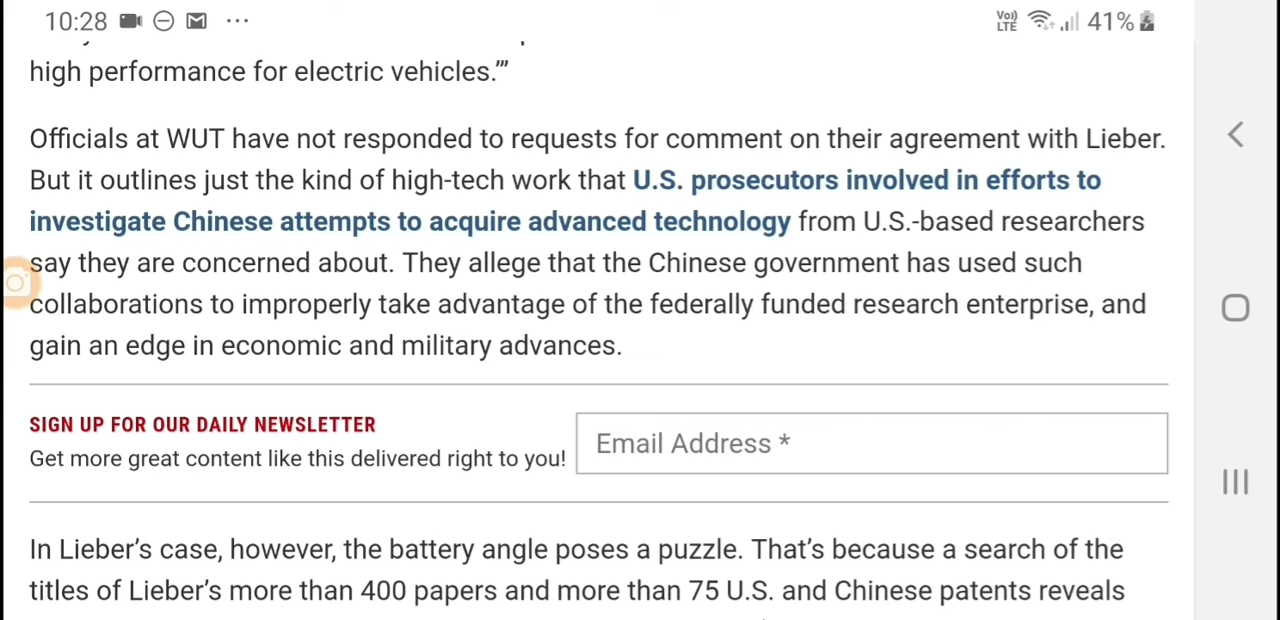 10:28 ...
Vo)) LTE 41%
high performance for electric vehicles.'"
Officials at WUT have not responded to requests for comment on their agreement with Lieber.
But it outlines just the kind of high-tech work that U.S. prosecutors involved in efforts to
investigate Chinese attempts to acquire advanced technology from U.S.-based researchers
say they are concerned about. They allege that the Chinese government has used such
collaborations to improperly take advantage of the federally funded research enterprise, and
gain an edge in economic and military advances.
SIGN UP FOR OUR DAILY NEWSLETTER
Get more great content like this delivered right to you!
Email Address *
In Lieber's case, however, the battery angle poses a puzzle. That's because a search of the
titles of Lieber's more than 400 papers and more than 75 U.S. and Chinese patents reveals